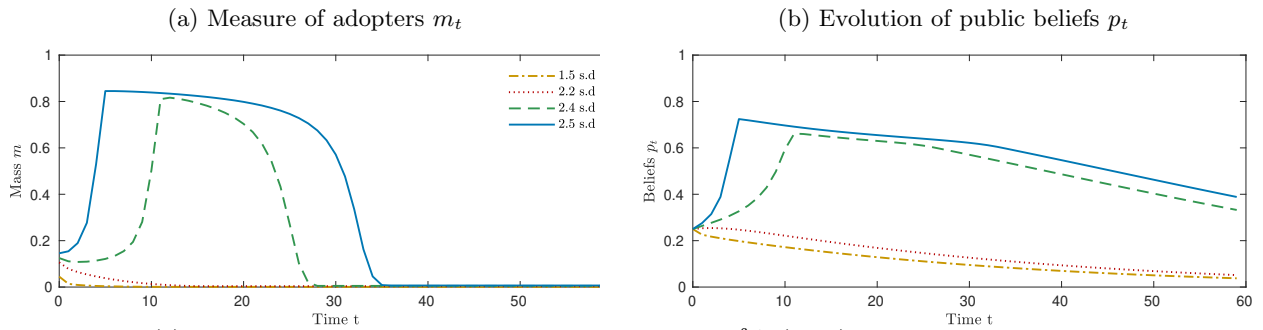 (a) Measure of adopters m_t
(b) Evolution of public beliefs p_t
1
0.8
0.6
0.4
0.2
0
Mass m
0 10 20 30 40 50
Time t
1.5 s.d
2.2 s.d
2.4 s.d
2.5 s.d
1
0.8
0.6
0.4
0.2
0
Beliefs p_t
0 10 20 30 40 50 60
Time t